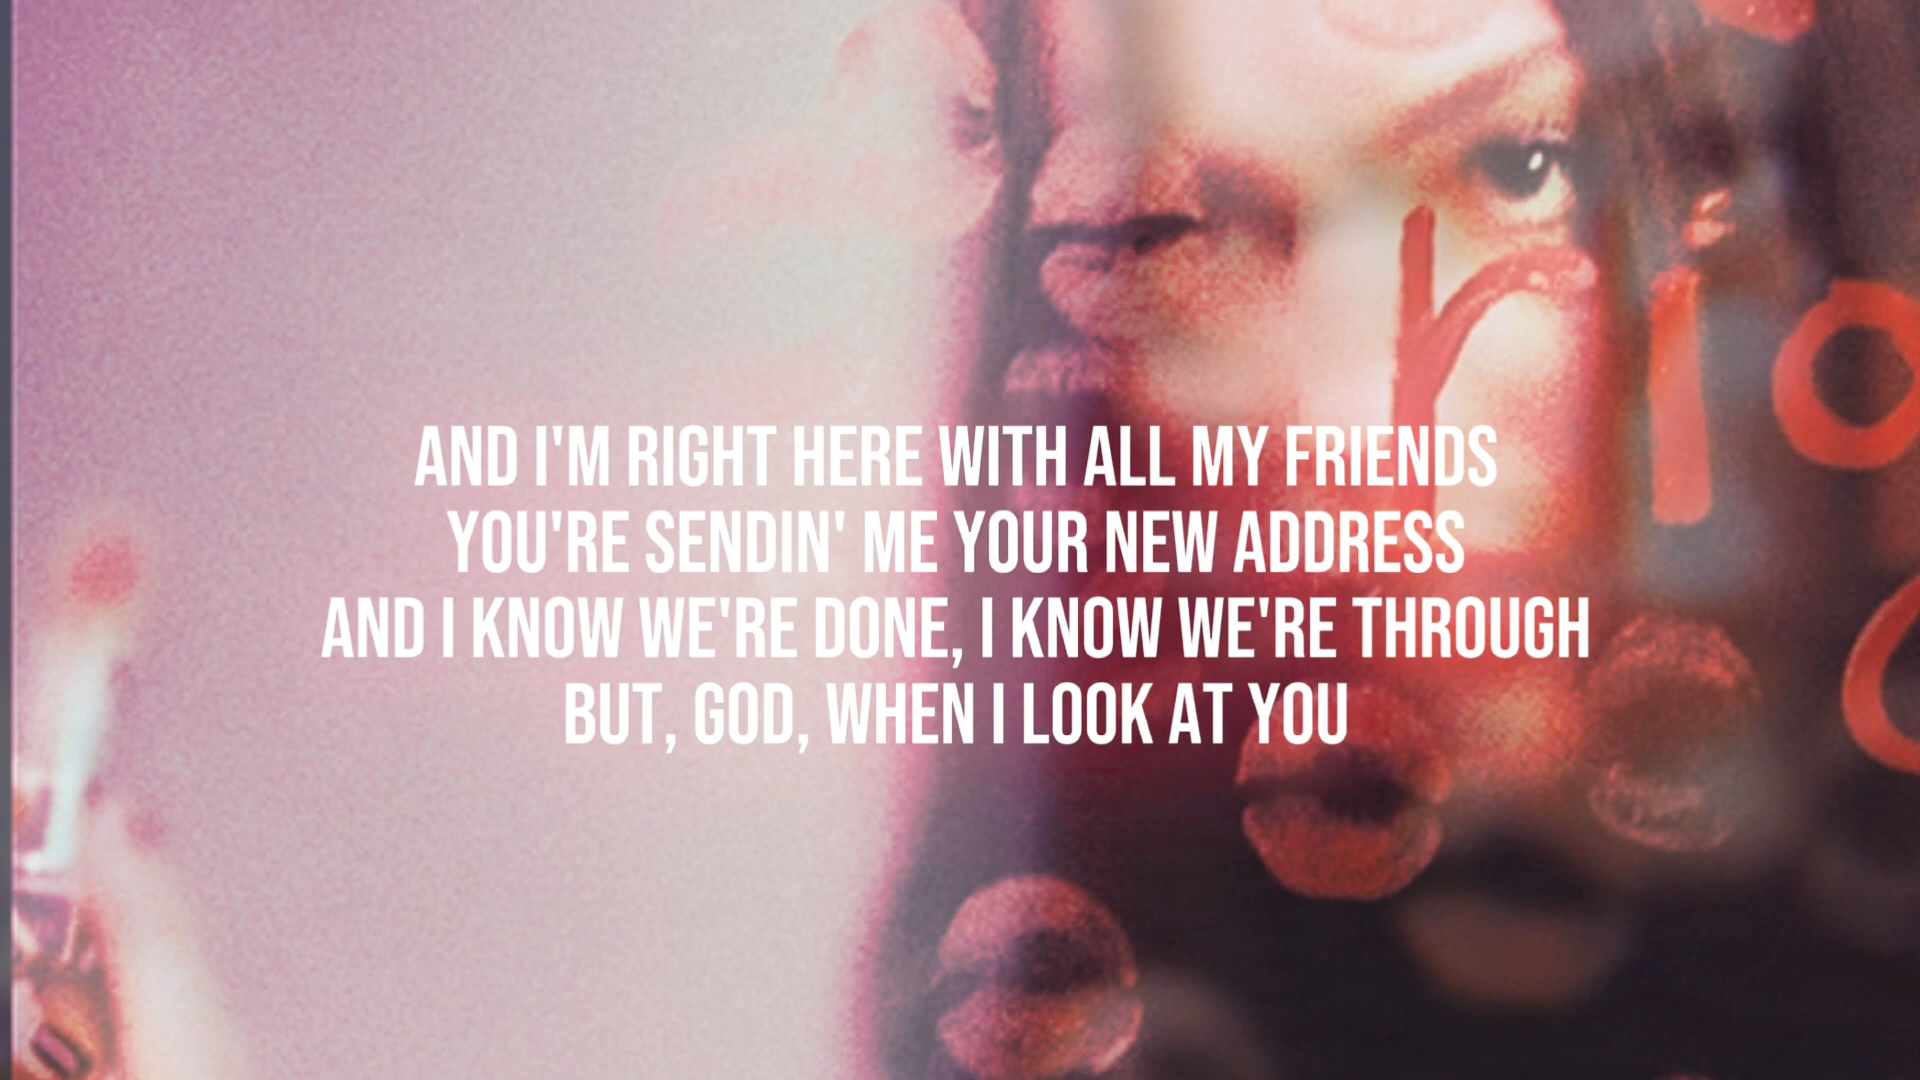 AND I'M RIGHT HERE WITH ALL MY FRIENDS
YOU'RE SENDIN' ME YOUR NEW ADDRESS
AND I KNOW WE'RE DONE, I KNOW WE'RE THROUGH
BUT, GOD, WHEN I LOOK AT YOU
rio